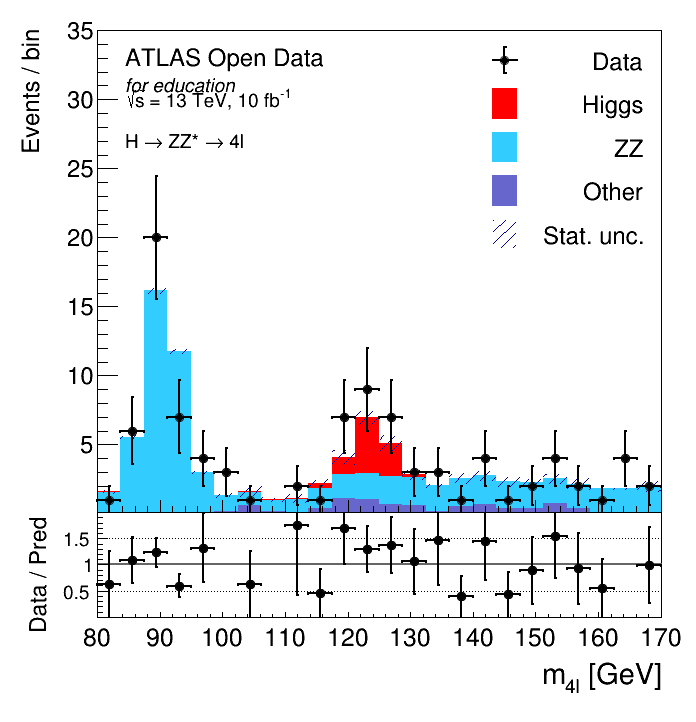 35
30
25
20
15
10
5
Events / bin
ATLAS Open Data
for education
√s = 13 TeV, 10 fb-1
H → ZZ* → 4l
Data
Higgs
ZZ
Other
Stat. unc.
1.5
1
0.5
Data / Pred
80 90 100 110 120 130 140 150 160 170
m4l [GeV]